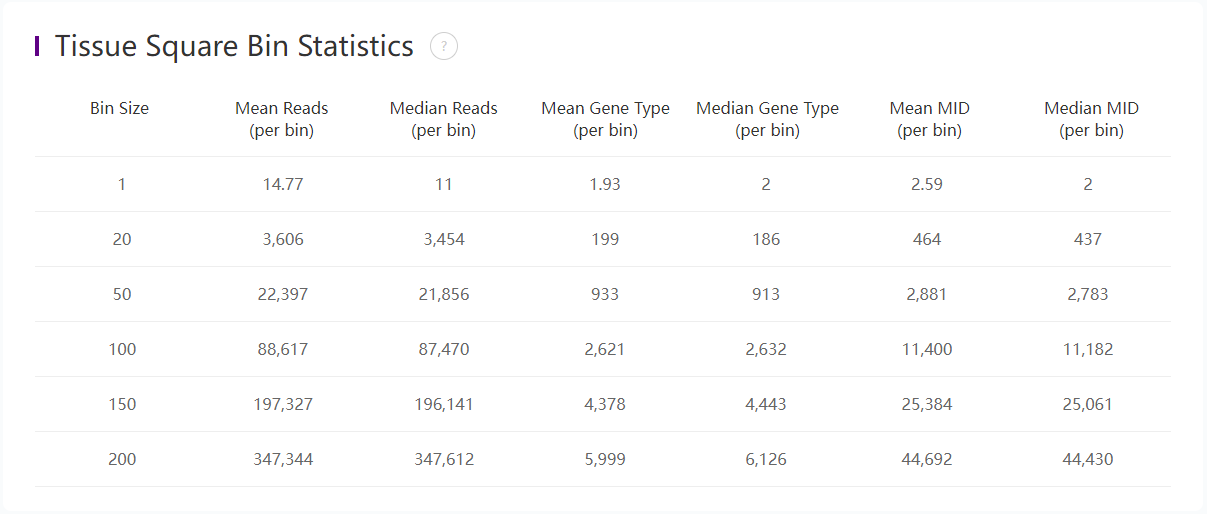 Tissue Square Bin Statistics ?
Bin Size Mean Reads (per bin) Median Reads (per bin) Mean Gene Type (per bin) Median Gene Type (per bin) Mean MID (per bin) Median MID (per bin)
1 14.77 11 1.93 2 2.59 2
20 3,606 3,454 199 186 464 437
50 22,397 21,856 933 913 2,881 2,783
100 88,617 87,470 2,621 2,632 11,400 11,182
150 197,327 196,141 4,378 4,443 25,384 25,061
200 347,344 347,612 5,999 6,126 44,692 44,430